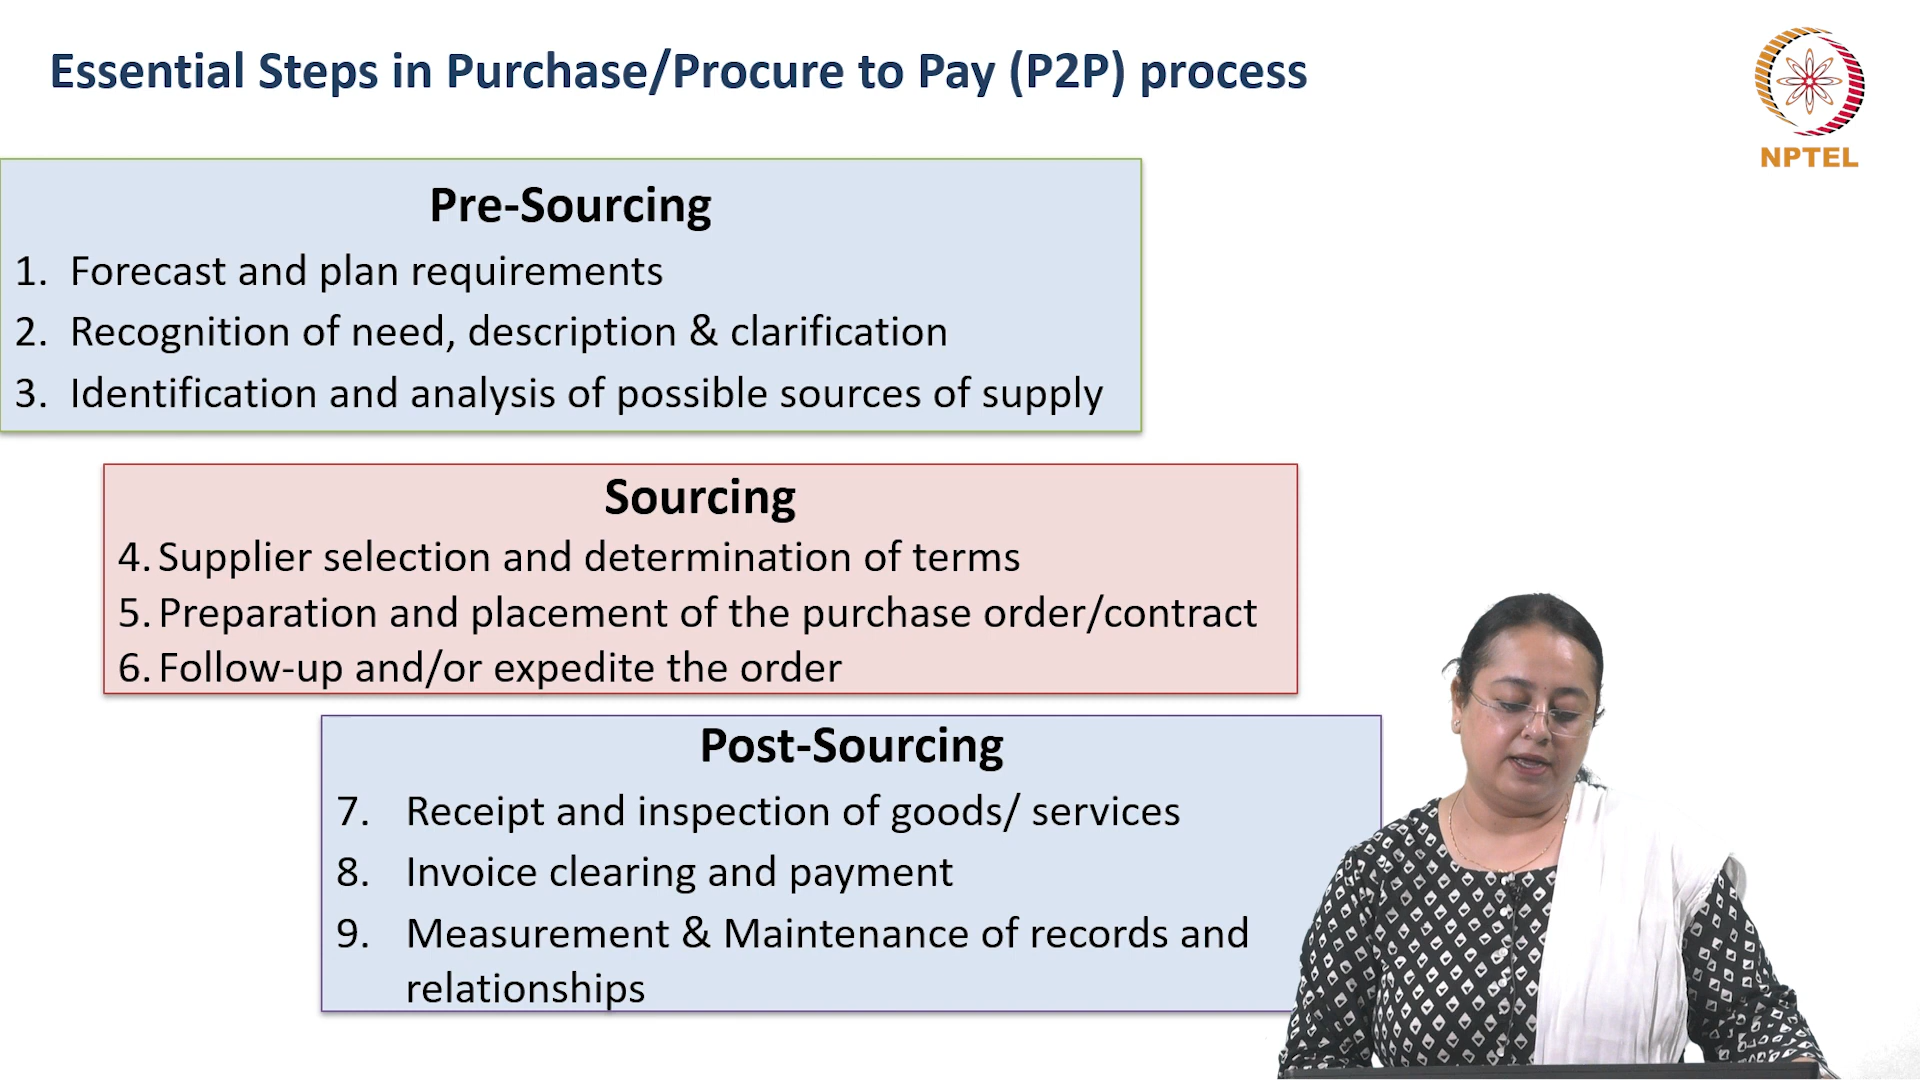 Essential Steps in Purchase/Procure to Pay (P2P) process
NPTEL
Pre-Sourcing
1. Forecast and plan requirements
2. Recognition of need, description & clarification
3. Identification and analysis of possible sources of supply
Sourcing
4. Supplier selection and determination of terms
5. Preparation and placement of the purchase order/contract
6. Follow-up and/or expedite the order
Post-Sourcing
7. Receipt and inspection of goods/ services
8. Invoice clearing and payment
9. Measurement & Maintenance of records and
relationships